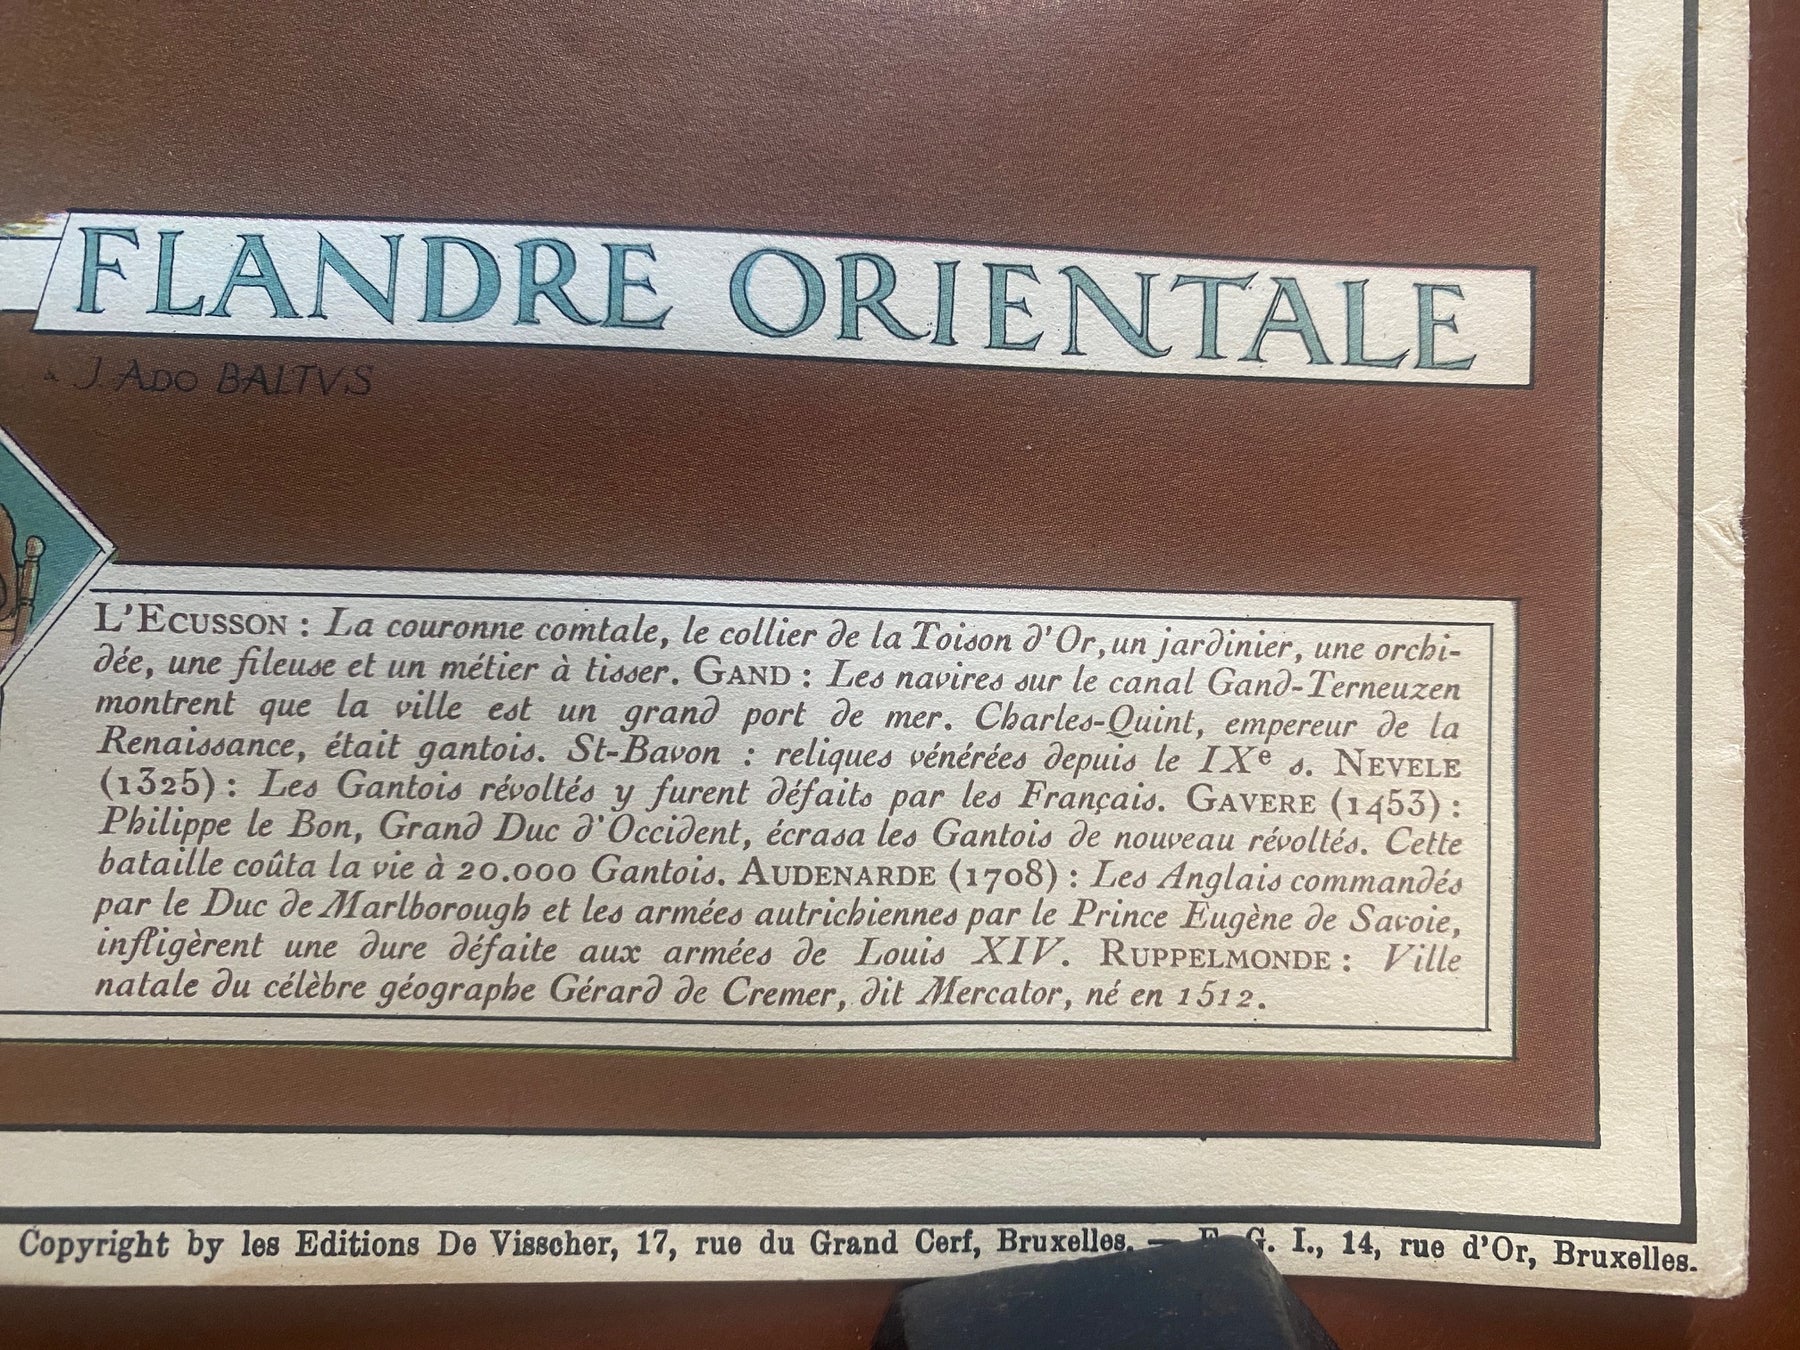 FLANDRE ORIENTALE
J. ADO BALTVS
L'ECUSSON : La couronne comtale, le collier de la Toison d'Or, un jardinier, une orchi-
dée, une fileuse et un métier à tisser. GAND : Les navires sur le canal Gand-Terneuzen
montrent que la ville est un grand port de mer. Charles-Quint, empereur de la
Renaissance, était gantois. St-Bavon : reliques vénérées depuis le IXe s. NEVELE
(1325) : Les Gantois révoltés y furent défaits par les Français. GAVERE (1453) :
Philippe le Bon, Grand Duc d'Occident, écrasa les Gantois de nouveau révoltés. Cette
bataille coûta la vie à 20.000 Gantois. AUDENARDE (1708) : Les Anglais commandés
par le Duc de Marlborough et les armées autrichiennes par le Prince Eugène de Savoie,
infligèrent une dure défaite aux armées de Louis XIV. RUPPELMONDE : Ville
natale du célèbre géographe Gérard de Cremer, dit Mercator, né en 1512.
Copyright by les Editions De Visscher, 17, rue du Grand Cerf, Bruxelles. — G. I., 14, rue d'Or, Bruxelles.